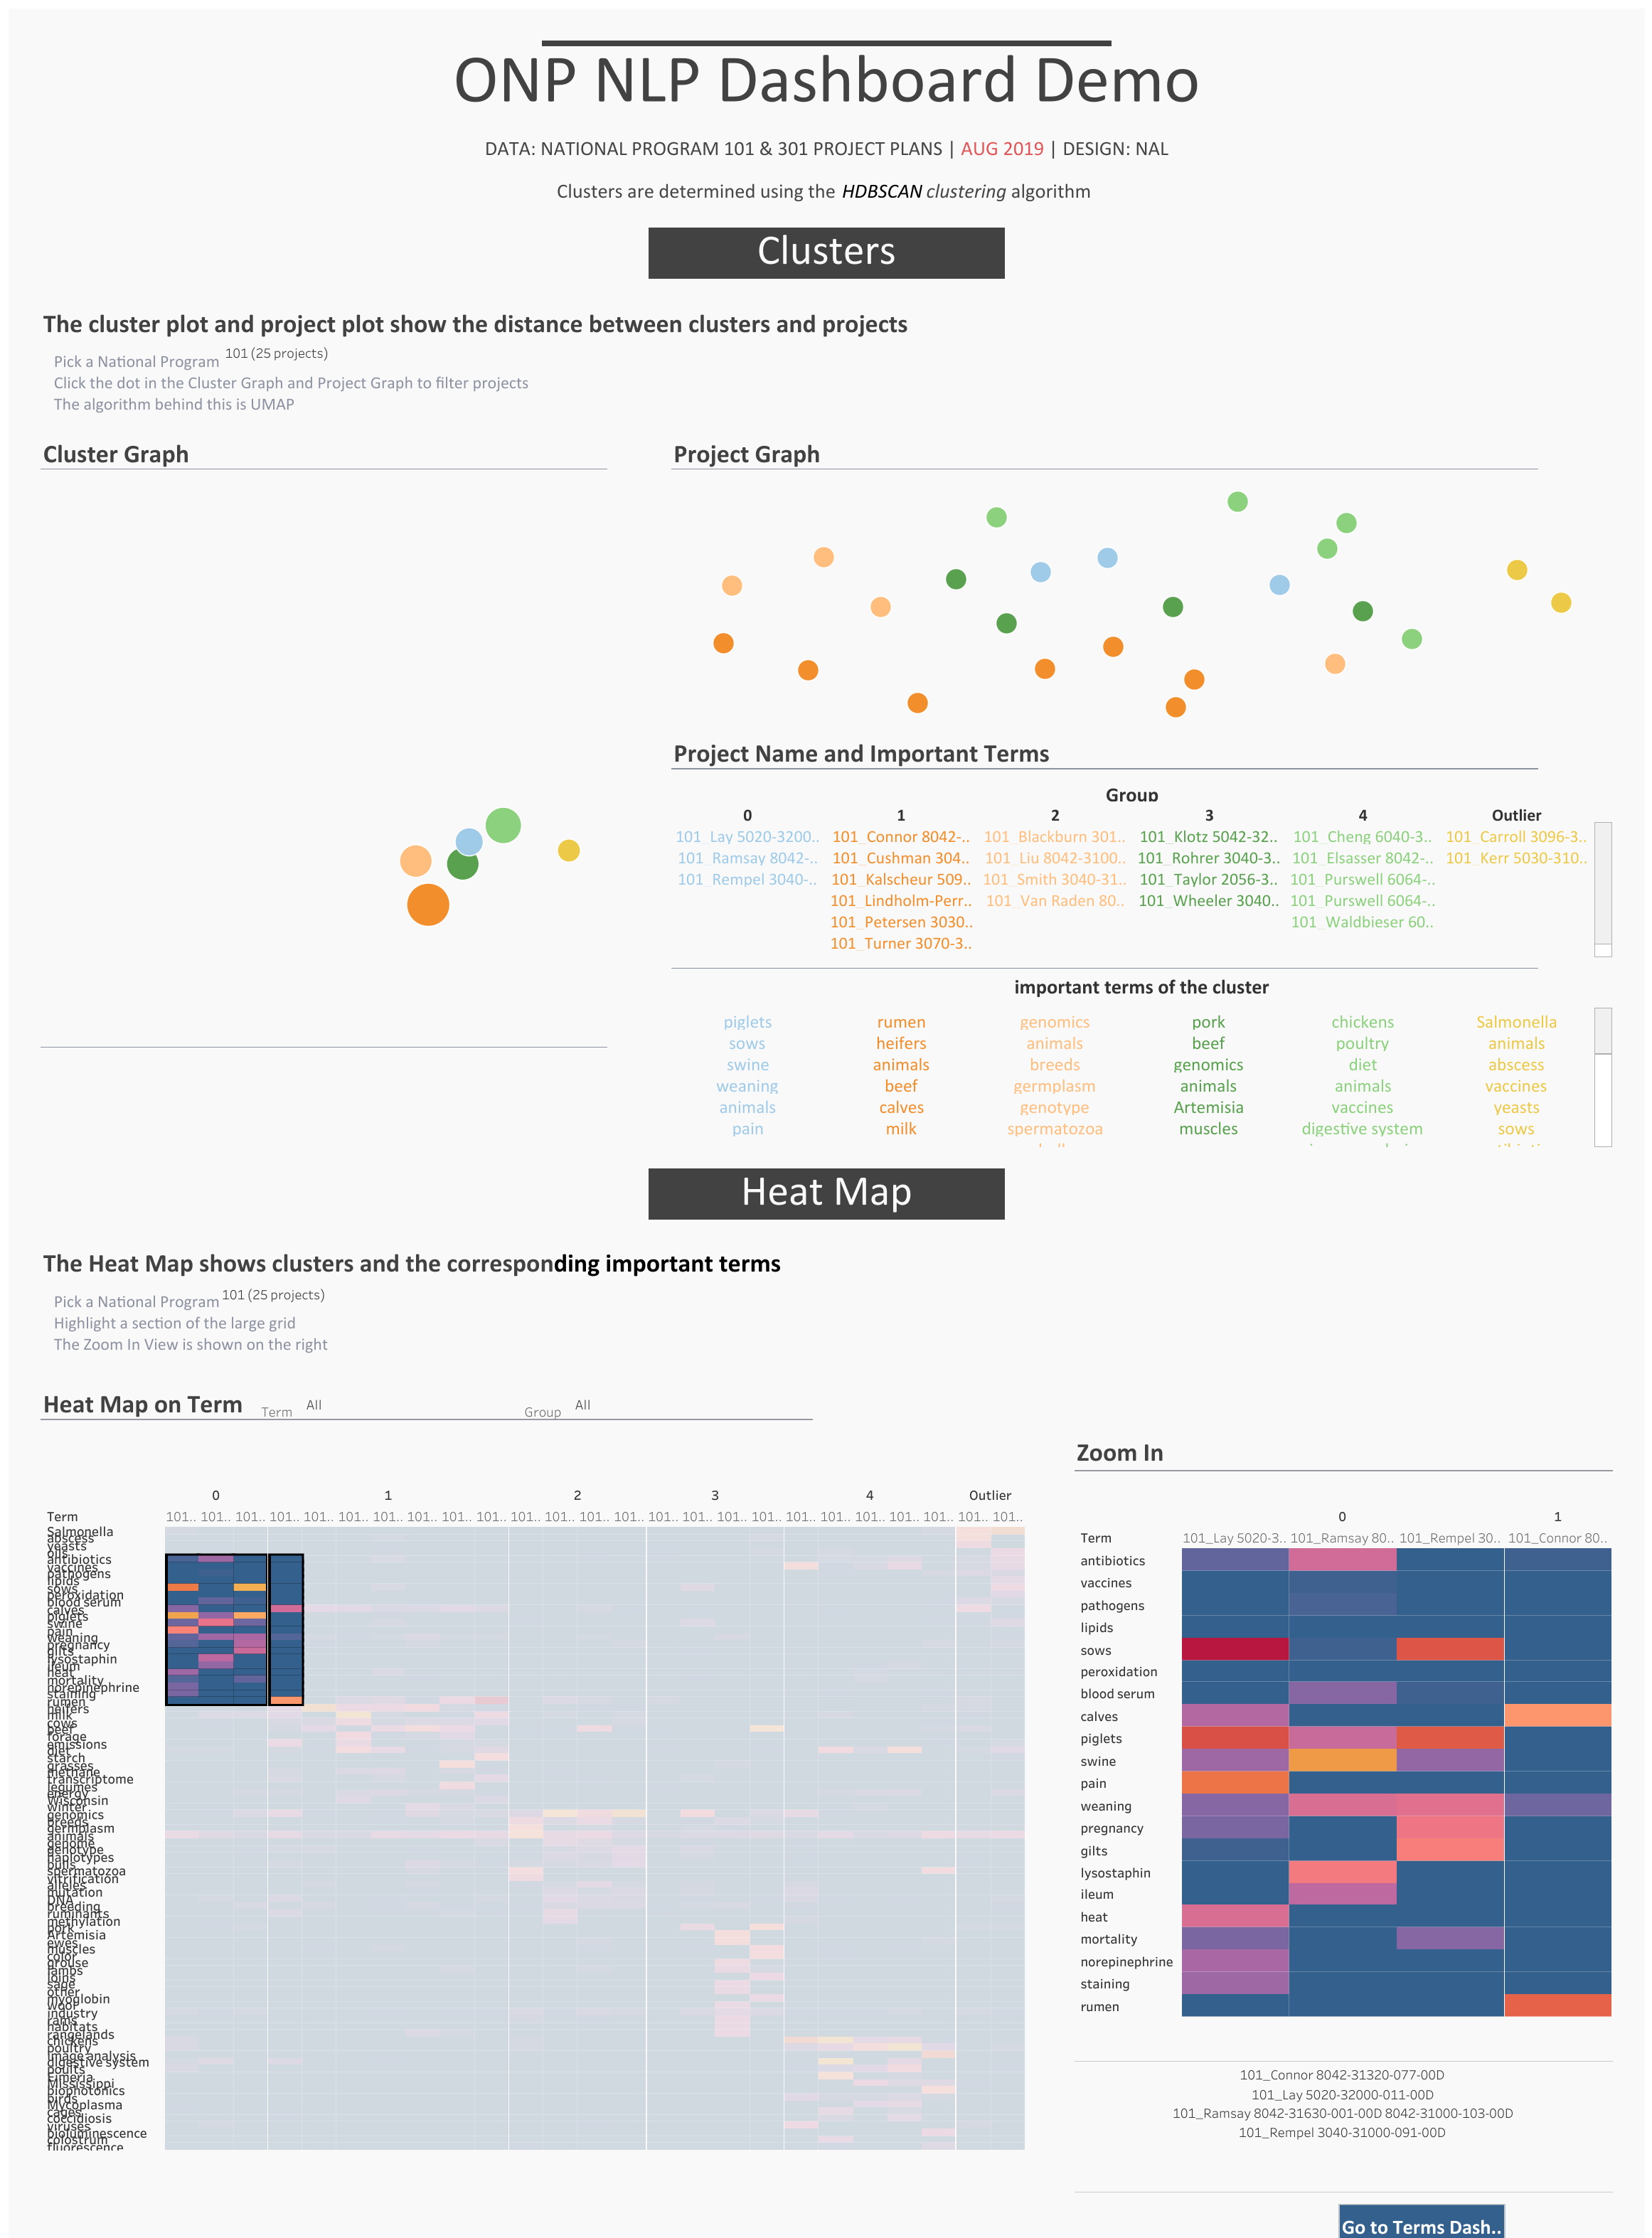 ONP NLP Dashboard Demo
DATA: NATIONAL PROGRAM 101 & 301 PROJECT PLANS | AUG 2019 | DESIGN: NAL
Clusters are determined using the HDBSCAN clustering algorithm
Clusters
The cluster plot and project plot show the distance between clusters and projects
Pick a National Program 101 (25 projects)
Click the dot in the Cluster Graph and Project Graph to filter projects
The algorithm behind this is UMAP
Cluster Graph
Project Graph
Project Name and Important Terms
Group
0 1 2 3 4 Outlier
101_Lay 5020-3200.. 101_Connor 8042-.. 101_Blackburn 301.. 101_Klotz 5042-32.. 101_Cheng 6040-3.. 101_Carroll 3096-3..
101_Ramsay 8042-.. 101_Cushman 304.. 101_Liu 8042-3100.. 101_Rohrer 3040-3.. 101_Elsasser 8042-.. 101_Kerr 5030-310..
101_Rempel 3040-.. 101_Kalscheur 509.. 101_Smith 3040-31.. 101_Taylor 2056-3.. 101_Purswell 6064-..
101_Lindholm-Perr.. 101_Van Raden 80.. 101_Wheeler 3040.. 101_Purswell 6064-..
101_Petersen 3030.. 101_Waldbieser 60..
101_Turner 3070-3..
important terms of the cluster
piglets rumen genomics pork chickens Salmonella
sows heifers animals beef poultry animals
swine animals breeds genomics diet abscess
weaning beef germplasm animals animals vaccines
animals calves genotype Artemisia vaccines yeasts
pain milk spermatozoa muscles digestive system sows
Heat Map
The Heat Map shows clusters and the corresponding important terms
Pick a National Program 101 (25 projects)
Highlight a section of the large grid
The Zoom In View is shown on the right
Heat Map on Term Term All Group All
0 1 2 3 4 Outlier
Term 101.. 101.. 101.. 101.. 101.. 101.. 101.. 101.. 101.. 101.. 101.. 101.. 101.. 101.. 101.. 101.. 101.. 101.. 101.. 101.. 101.. 101.. 101.. 101.. 101..
Salmonella
abscess
yeasts
oils
antibiotics
vaccines
pathogens
lipids
sows
peroxidation
blood serum
calves
piglets
swine
pain
weaning
pregnancy
gilts
lysostaphin
ileum
heat
mortality
norepinephrine
staining
rumen
heifers
milk
cows
beef
forage
emissions
diet
starch
grasses
methane
transcriptome
legumes
energy
Wisconsin
winter
genomics
breeds
germplasm
animals
genome
genotype
haplotypes
bulls
spermatozoa
vitrification
alleles
mutation
DNA
breeding
ruminants
methylation
pork
Artemisia
ewes
muscles
color
grouse
lambs
loins
sage
other
myoglobin
wool
industry
rams
habitats
rangelands
chickens
poultry
image analysis
digestive system
poults
Eimeria
Mississippi
biophotonics
birds
Mycoplasma
cages
coccidiosis
viruses
bioluminescence
colostrum
fluorescence
Zoom In
0 1
Term 101_Lay 5020-3.. 101_Ramsay 80.. 101_Rempel 30.. 101_Connor 80..
antibiotics
vaccines
pathogens
lipids
sows
peroxidation
blood serum
calves
piglets
swine
pain
weaning
pregnancy
gilts
lysostaphin
ileum
heat
mortality
norepinephrine
staining
rumen
101_Connor 8042-31320-077-00D
101_Lay 5020-32000-011-00D
101_Ramsay 8042-31630-001-00D 8042-31000-103-00D
101_Rempel 3040-31000-091-00D
Go to Terms Dash..